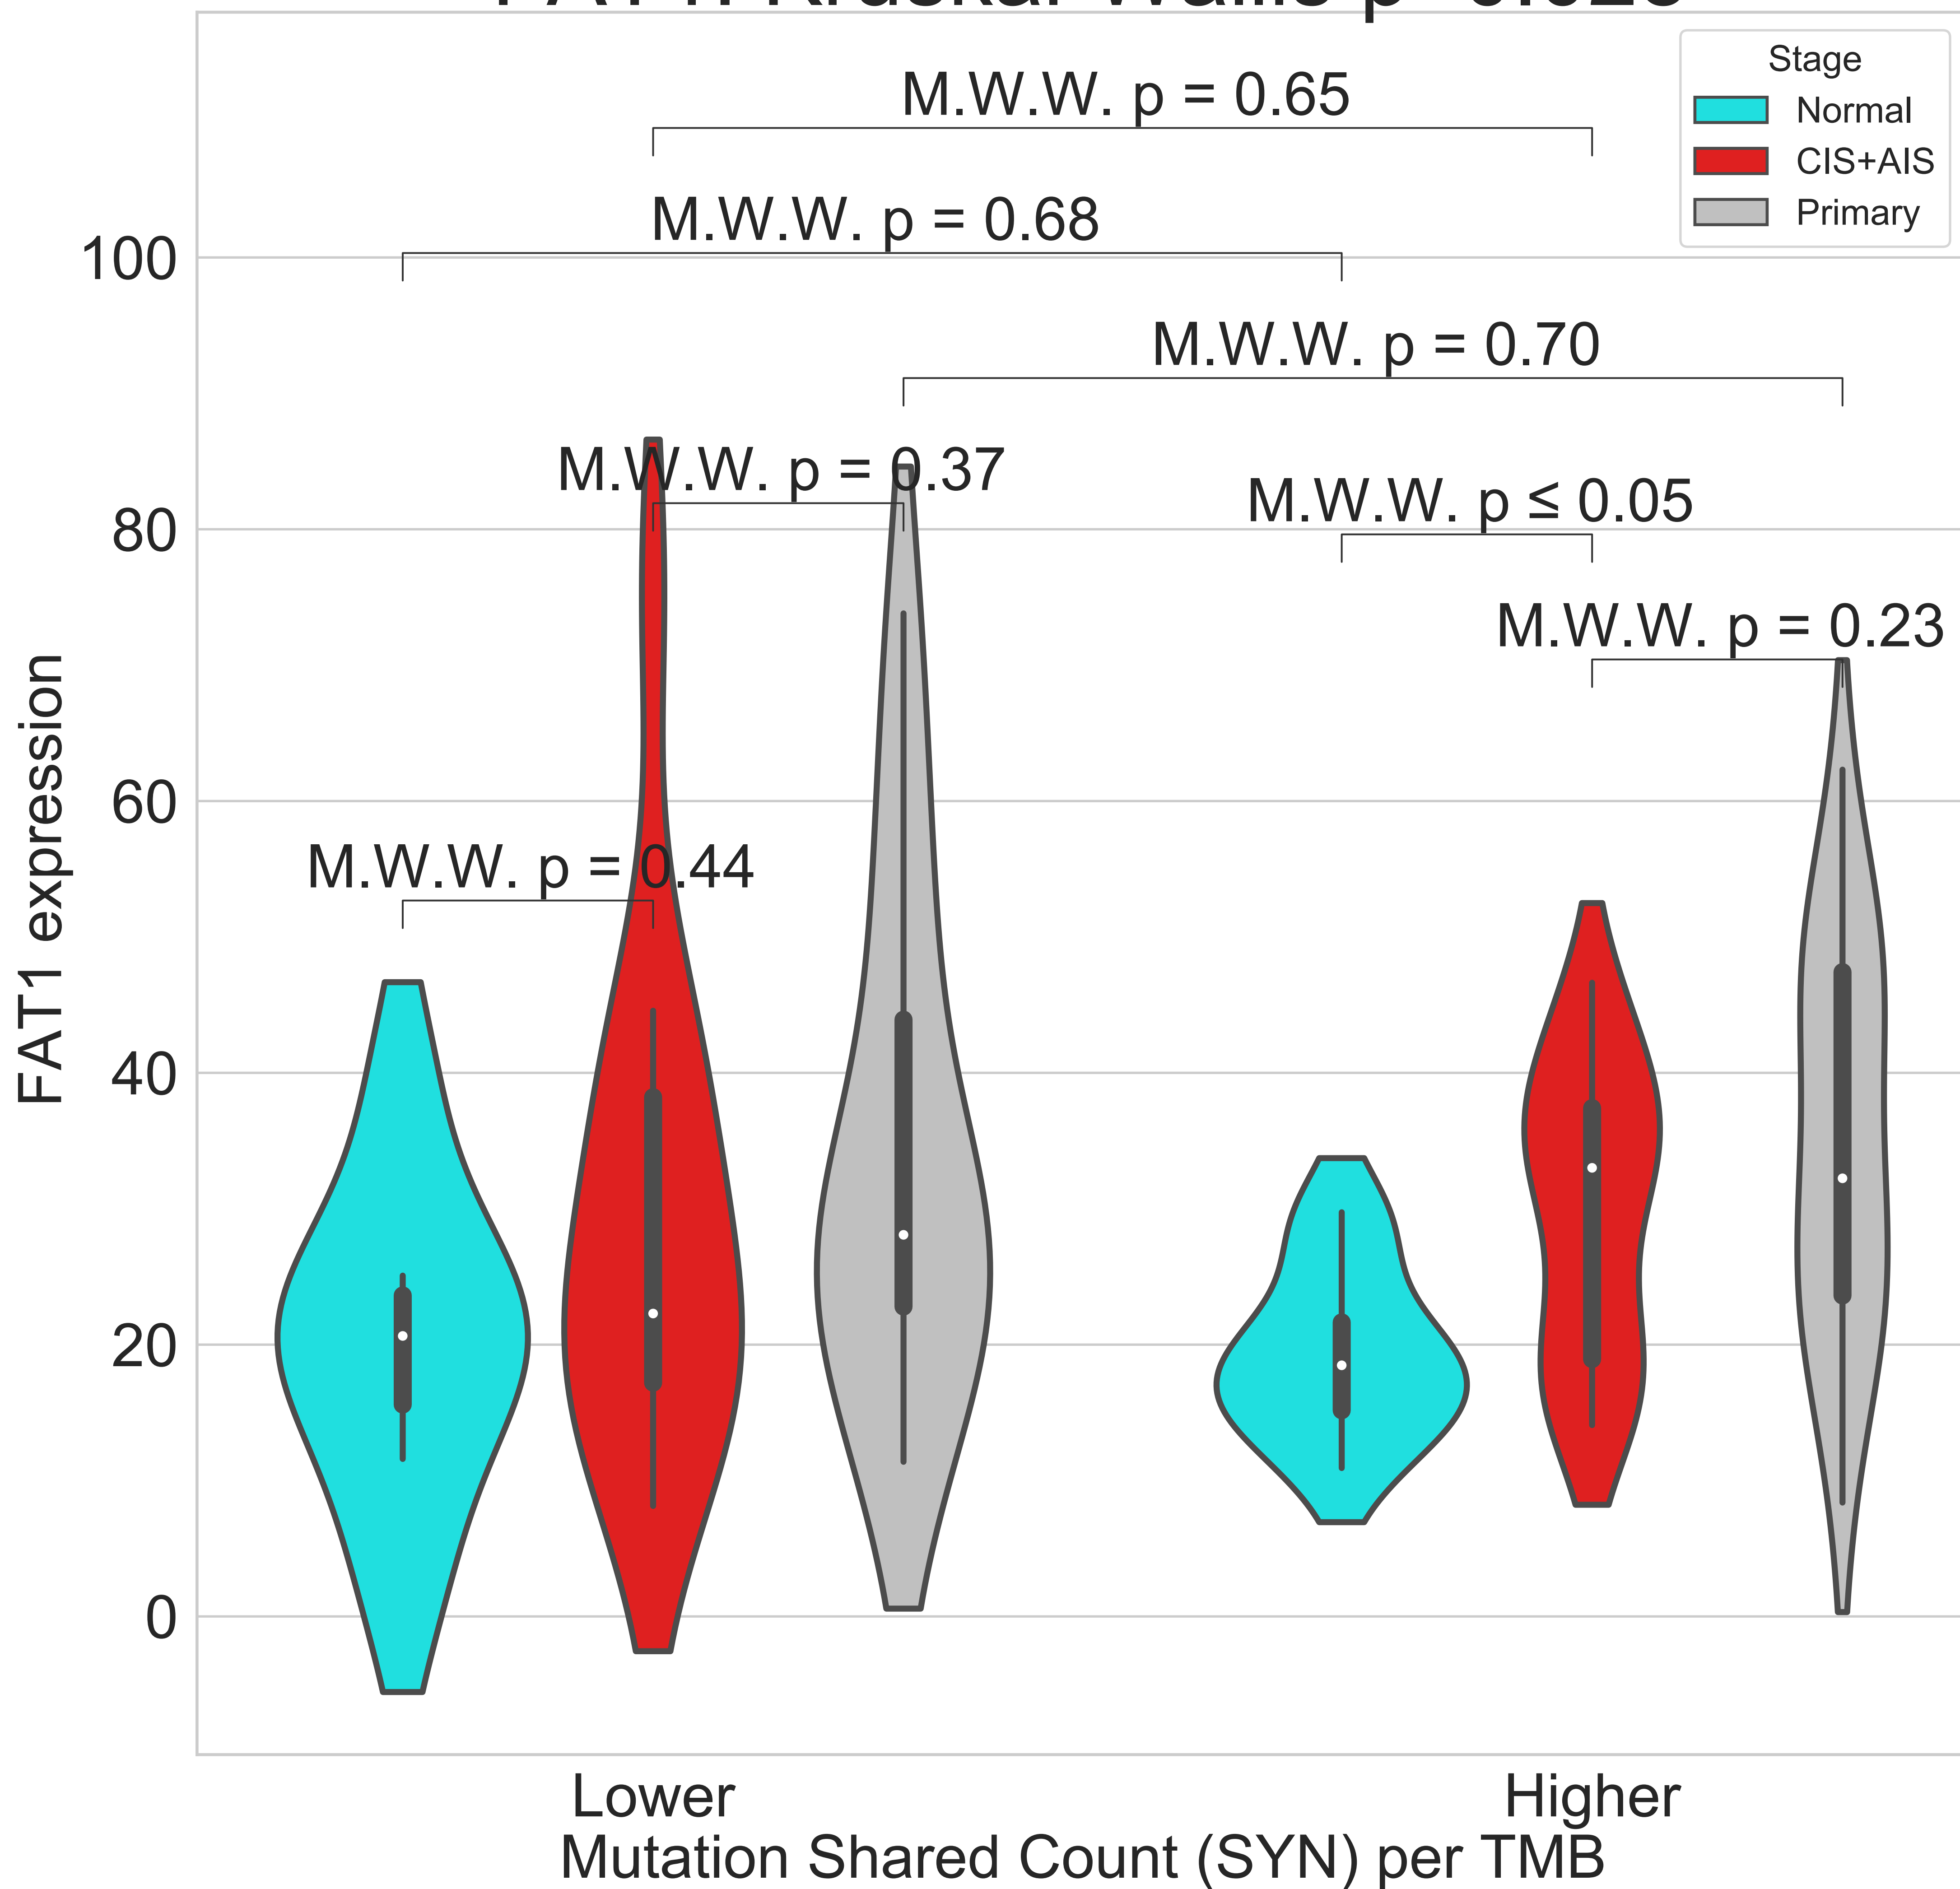 Stage
Normal
CIS+AIS
Primary
M.W.W. p = 0.65
M.W.W. p = 0.68
M.W.W. p = 0.70
M.W.W. p = 0.37
M.W.W. p ≤ 0.05
M.W.W. p = 0.23
M.W.W. p = 0.44
100
80
60
40
20
0
FAT1 expression
Lower
Higher
Mutation Shared Count (SYN) per TMB